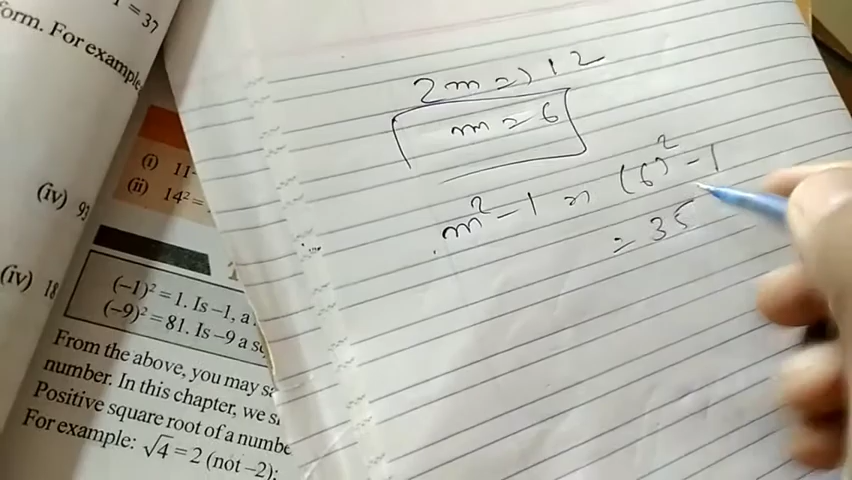 1 = 37
form. For example
(i) 11
(ii) 14² =
(iv) 9
(iv) 18
(−1)² = 1. Is −1, a
(−9)² = 81. Is −9 a
From the above, you may
number. In this chapter, we
Positive square root of a
For example: √4 = 2 (not −2);
2m => 12
m = 6
m² − 1 = (6)² − 1
= 35